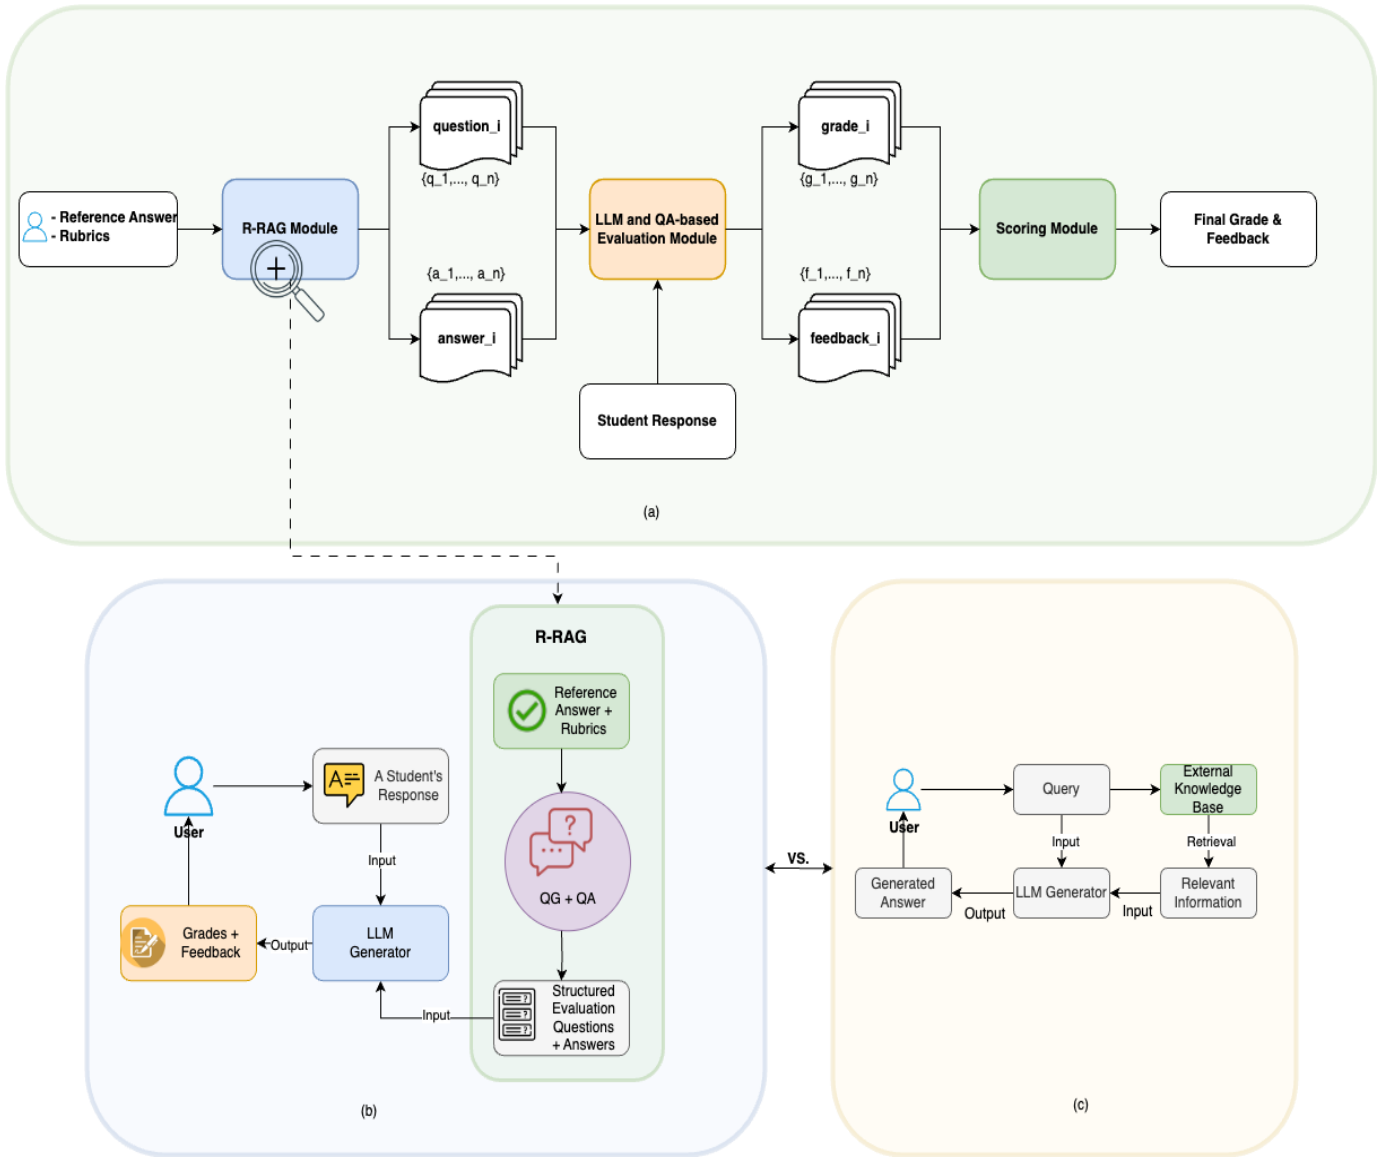 - Reference Answer
- Rubrics
R-RAG Module
question_i
{q_1,..., q_n}
{a_1,..., a_n}
answer_i
LLM and QA-based
Evaluation Module
Student Response
grade_i
{g_1,..., g_n}
{f_1,..., f_n}
feedback_i
Scoring Module
Final Grade &
Feedback
(a)
R-RAG
Reference
Answer +
Rubrics
QG + QA
Structured
Evaluation
Questions
+ Answers
User
A Student's
Response
Input
LLM
Generator
Input
Output
Grades +
Feedback
(b)
VS.
User
Query
External
Knowledge
Base
Input
Retrieval
Generated
Answer
Output
LLM Generator
Input
Relevant
Information
(c)